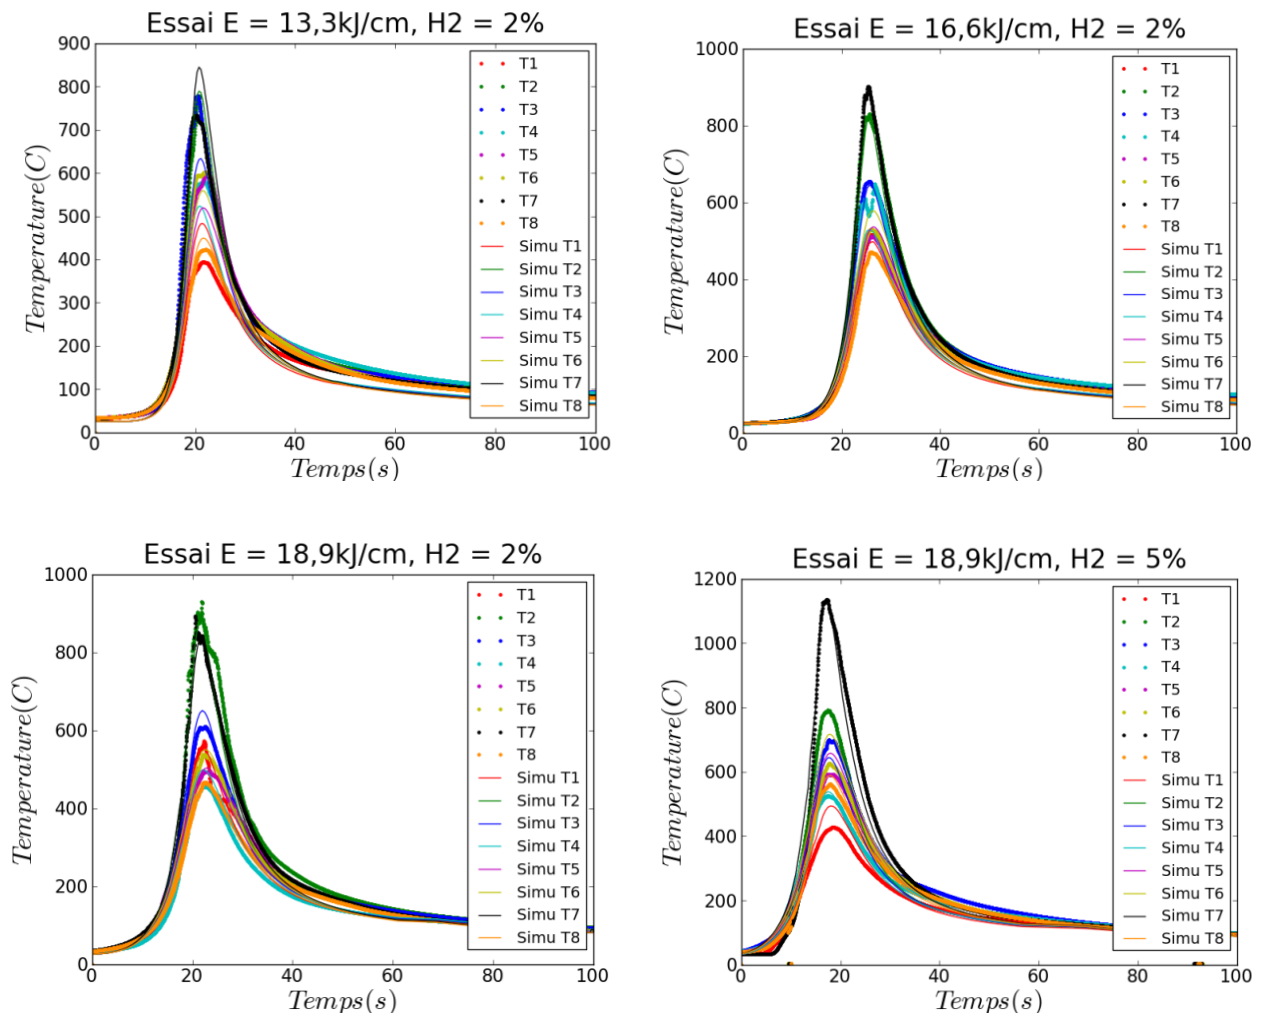 Essai E = 13,3kJ/cm, H2 = 2%
900
800
700
600
500
400
300
200
100
0
Temperature(C)
0 20 40 60 80 100
Temps(s)
T1
T2
T3
T4
T5
T6
T7
T8
Simu T1
Simu T2
Simu T3
Simu T4
Simu T5
Simu T6
Simu T7
Simu T8
Essai E = 16,6kJ/cm, H2 = 2%
1000
800
600
400
200
0
Temperature(C)
0 20 40 60 80 100
Temps(s)
T1
T2
T3
T4
T5
T6
T7
T8
Simu T1
Simu T2
Simu T3
Simu T4
Simu T5
Simu T6
Simu T7
Simu T8
Essai E = 18,9kJ/cm, H2 = 2%
1000
800
600
400
200
0
Temperature(C)
0 20 40 60 80 100
Temps(s)
T1
T2
T3
T4
T5
T6
T7
T8
Simu T1
Simu T2
Simu T3
Simu T4
Simu T5
Simu T6
Simu T7
Simu T8
Essai E = 18,9kJ/cm, H2 = 5%
1200
1000
800
600
400
200
0
Temperature(C)
0 20 40 60 80 100
Temps(s)
T1
T2
T3
T4
T5
T6
T7
T8
Simu T1
Simu T2
Simu T3
Simu T4
Simu T5
Simu T6
Simu T7
Simu T8